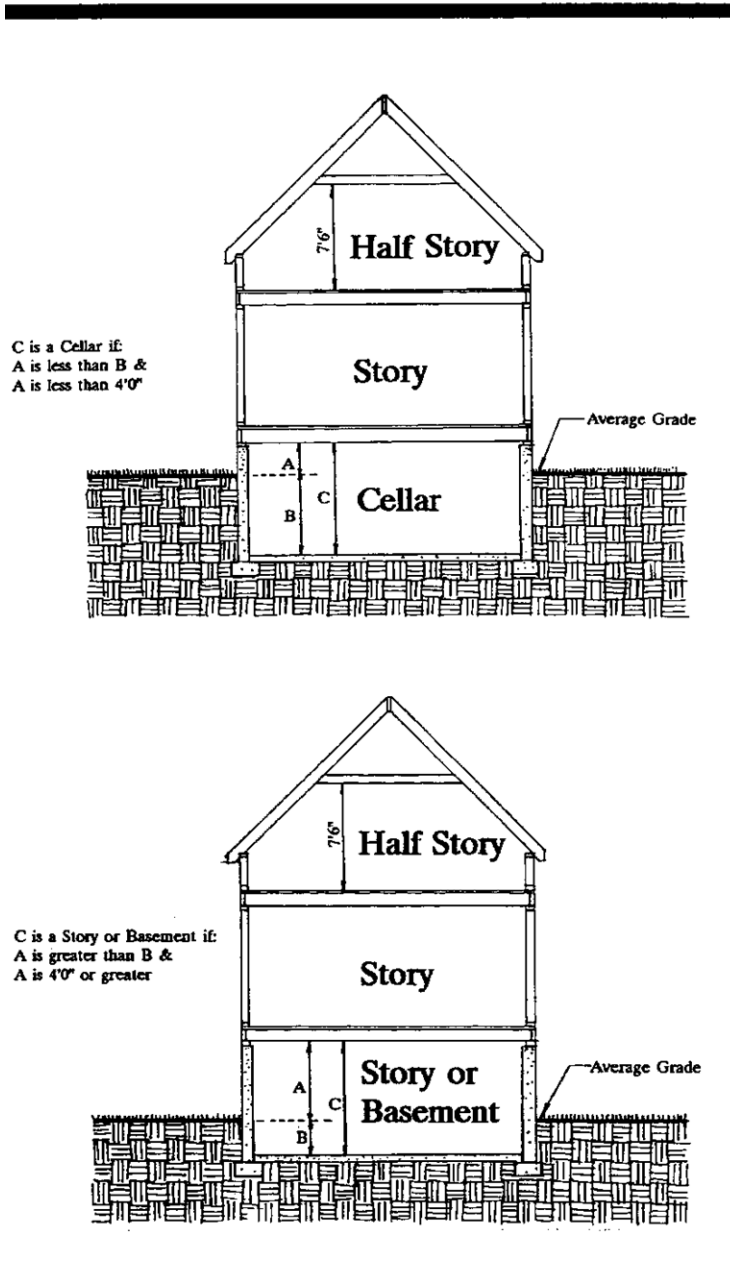 7'6"
Half Story
C is a Cellar if:
A is less than B &
A is less than 4'0"
Story
Average Grade
A
B
C
Cellar
7'6"
Half Story
C is a Story or Basement if:
A is greater than B &
A is 4'0" or greater
Story
Average Grade
A
B
C
Story or
Basement